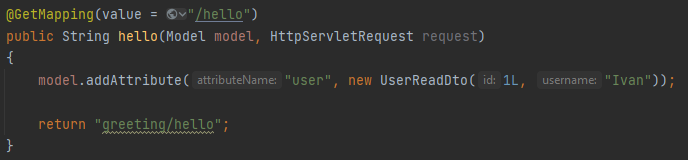 @GetMapping(value = "/hello")
public String hello(Model model, HttpServletRequest request)
{
model.addAttribute( attributeName: "user", new UserReadDto( id: 1L, username: "Ivan"));
return "greeting/hello";
}